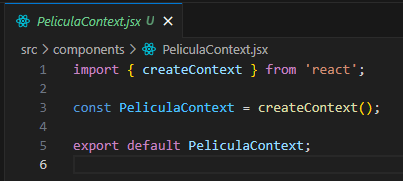 PeliculaContext.jsx U
src > components > PeliculaContext.jsx
1 import { createContext } from 'react';
2
3 const PeliculaContext = createContext();
4
5 export default PeliculaContext;
6